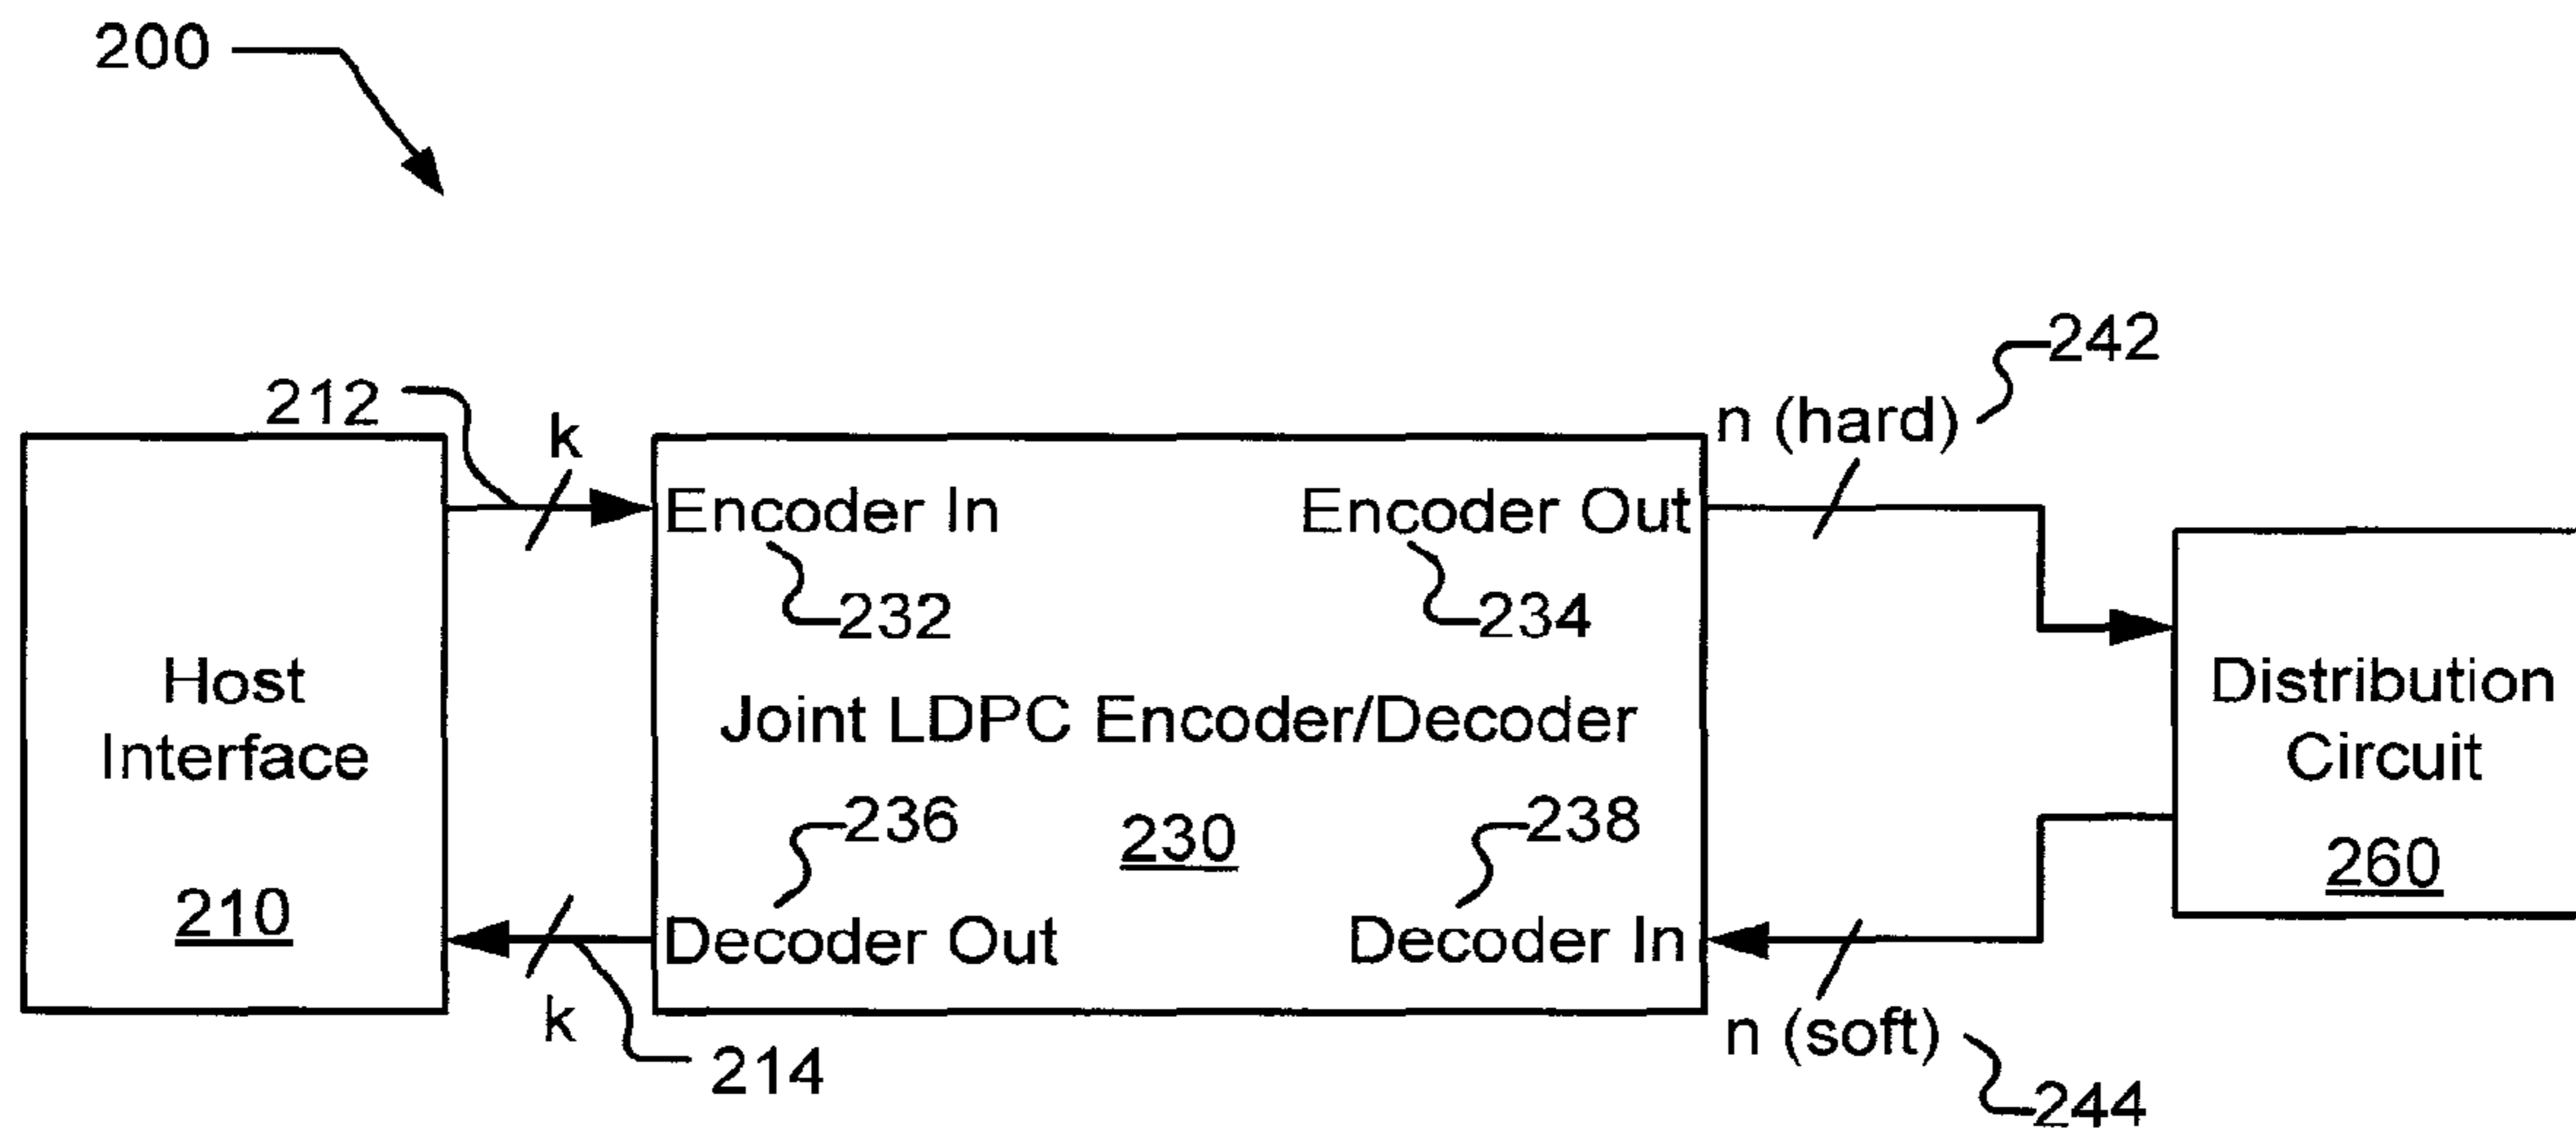 200
242
212
k
n (hard)
Encoder In
Encoder Out
232
234
Host
Interface
210
Joint LDPC Encoder/Decoder
230
236
238
Decoder Out
Decoder In
Distribution
Circuit
260
k
214
n (soft)
244